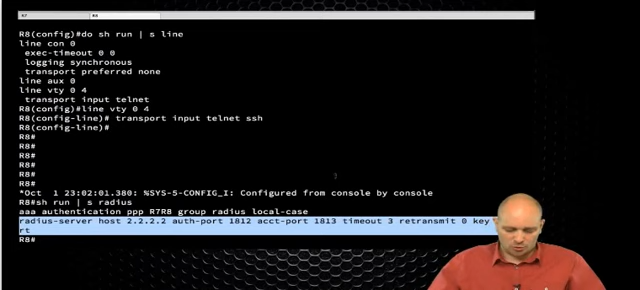 R7
R8
R8(config)#do sh run | s line
line con 0
exec-timeout 0 0
logging synchronous
transport preferred none
line aux 0
line vty 0 4
transport input telnet
R8(config)#line vty 0 4
R8(config-line)# transport input telnet ssh
R8(config-line)#
R8#
R8#
R8#
R8#
R8#
*Oct 1 23:02:01.380: %SYS-5-CONFIG_I: Configured from console by console
R8#sh run | s radius
aaa authentication ppp R7R8 group radius local-case
radius-server host 2.2.2.2 auth-port 1812 acct-port 1813 timeout 3 retransmit 0 key
rt
R8#